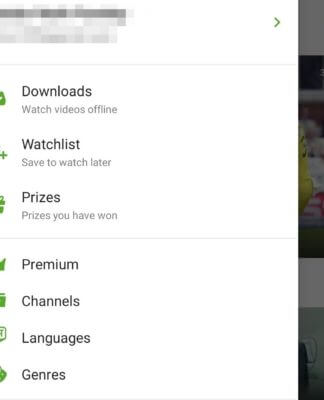 Downloads
Watch videos offline
Watchlist
Save to watch later
Prizes
Prizes you have won
Premium
Channels
Languages
Genres